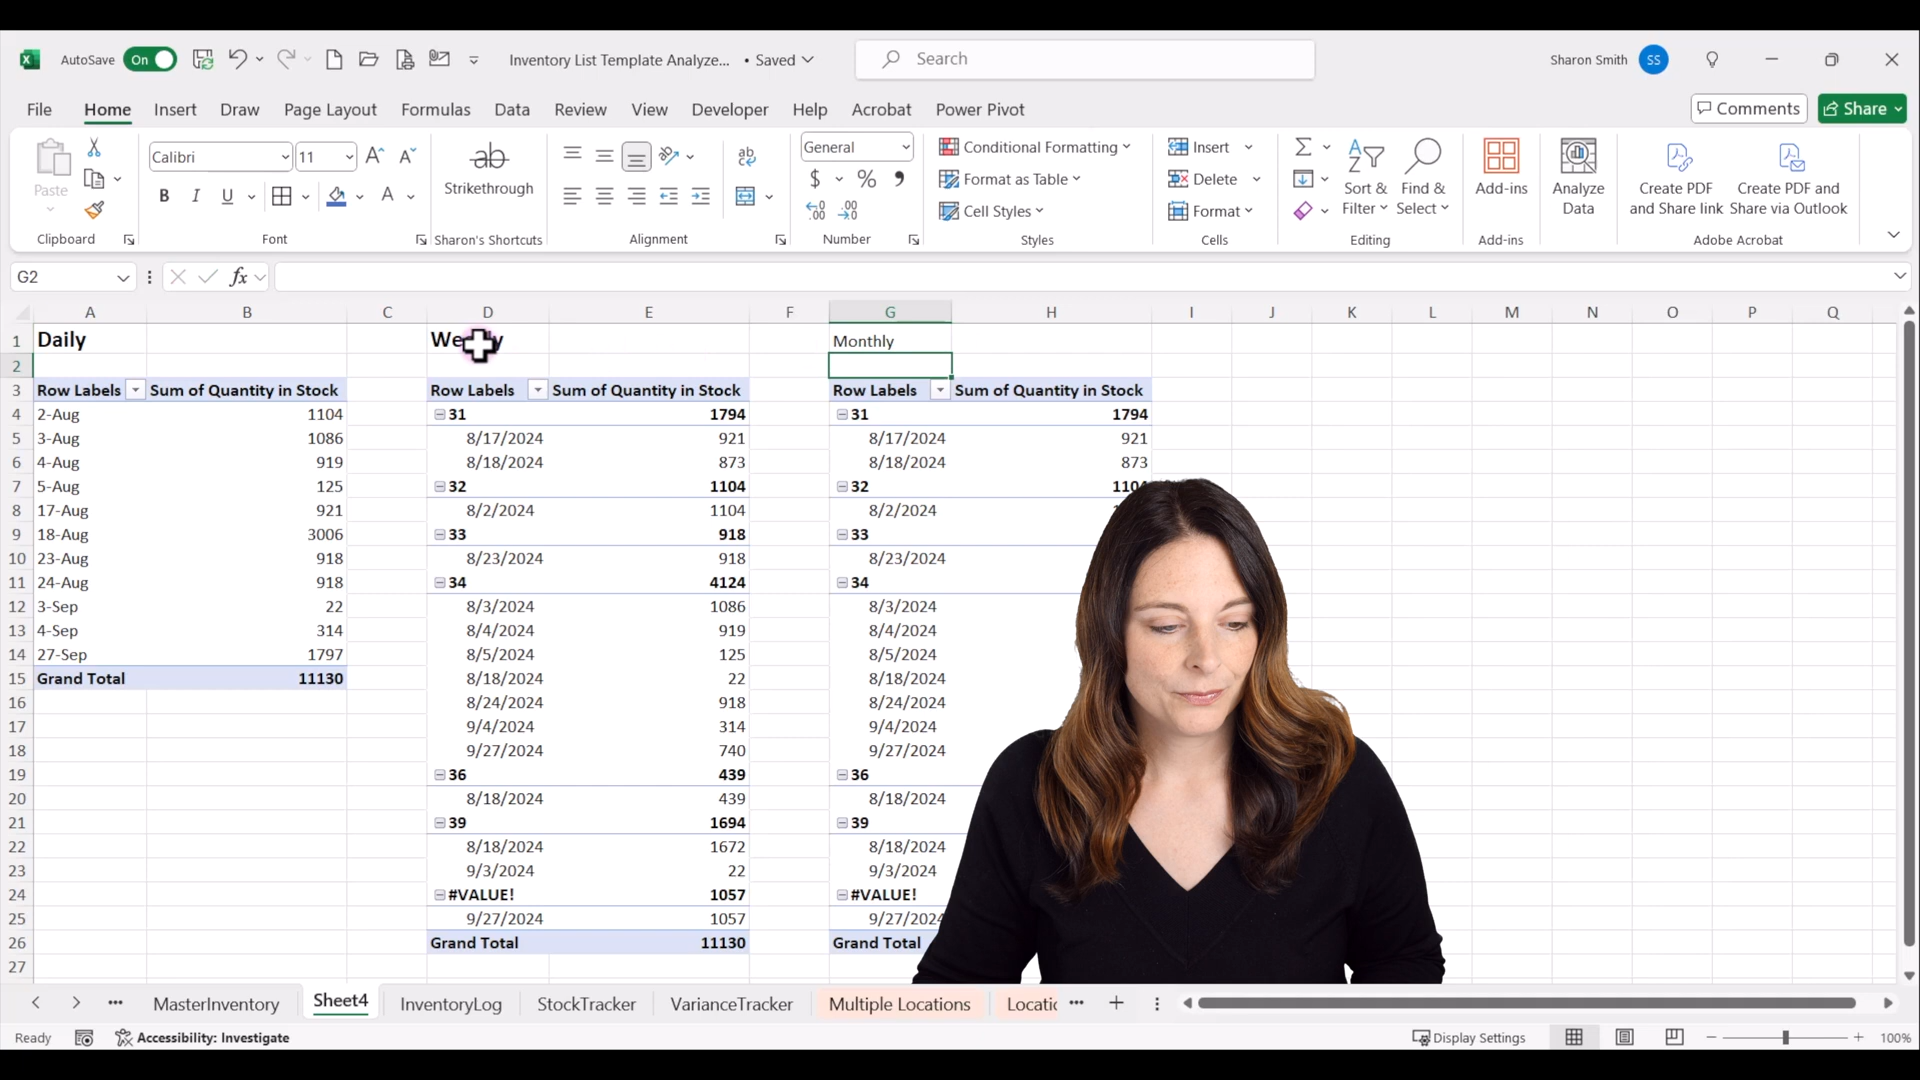 AutoSave On Inventory List Template Analyze... • Saved Search Sharon Smith SS
File Home Insert Draw Page Layout Formulas Data Review View Developer Help Acrobat Power Pivot Comments Share
Paste Calibri 11 ab Strikethrough ab General Conditional Formatting Insert
B I U A $ % Format as Table Delete Sort & Filter Find & Select Add-ins Analyze Data Create PDF and Share link Create PDF and Share via Outlook
Cell Styles Format
Clipboard Font Sharon's Shortcuts Alignment Number Styles Cells Editing Add-ins Adobe Acrobat
G2 fx
A B C D E F G H I J K L M N O P Q
1 Daily Monthly
2
3 Row Labels Sum of Quantity in Stock Row Labels Sum of Quantity in Stock Row Labels Sum of Quantity in Stock
4 2-Aug 1104 31 1794 31 1794
5 3-Aug 1086 8/17/2024 921 8/17/2024 921
6 4-Aug 919 8/18/2024 873 8/18/2024 873
7 5-Aug 125 32 1104 32 1104
8 17-Aug 921 8/2/2024 1104 8/2/2024
9 18-Aug 3006 33 918 33
10 23-Aug 918 8/23/2024 918 8/23/2024
11 24-Aug 918 34 4124 34
12 3-Sep 22 8/3/2024 1086 8/3/2024
13 4-Sep 314 8/4/2024 919 8/4/2024
14 27-Sep 1797 8/5/2024 125 8/5/2024
15 Grand Total 11130 8/18/2024 22 8/18/2024
16 8/24/2024 918 8/24/2024
17 9/4/2024 314 9/4/2024
18 9/27/2024 740 9/27/2024
19 36 439 36
20 8/18/2024 439 8/18/2024
21 39 1694 39
22 8/18/2024 1672 8/18/2024
23 9/3/2024 22 9/3/2024
24 #VALUE! 1057 #VALUE!
25 9/27/2024 1057 9/27/2024
26 Grand Total 11130 Grand Total
27
MasterInventory Sheet4 InventoryLog StockTracker VarianceTracker Multiple Locations
Ready Accessibility: Investigate Display Settings 100%